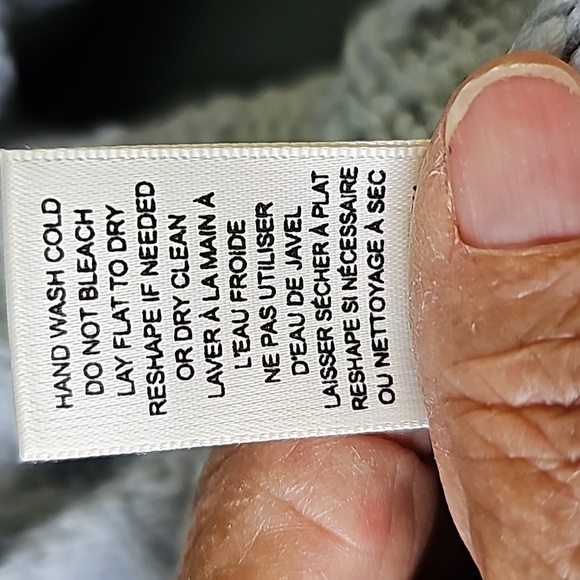 HAND WASH COLD
DO NOT BLEACH
LAY FLAT TO DRY
RESHAPE IF NEEDED
OR DRY CLEAN
LAVER À LA MAIN À
L'EAU FROIDE
NE PAS UTILISER
D'EAU DE JAVEL
LAISSER SÉCHER À PLAT
RESHAPE SI NÉCESSAIRE
OU NETTOYAGE À SEC